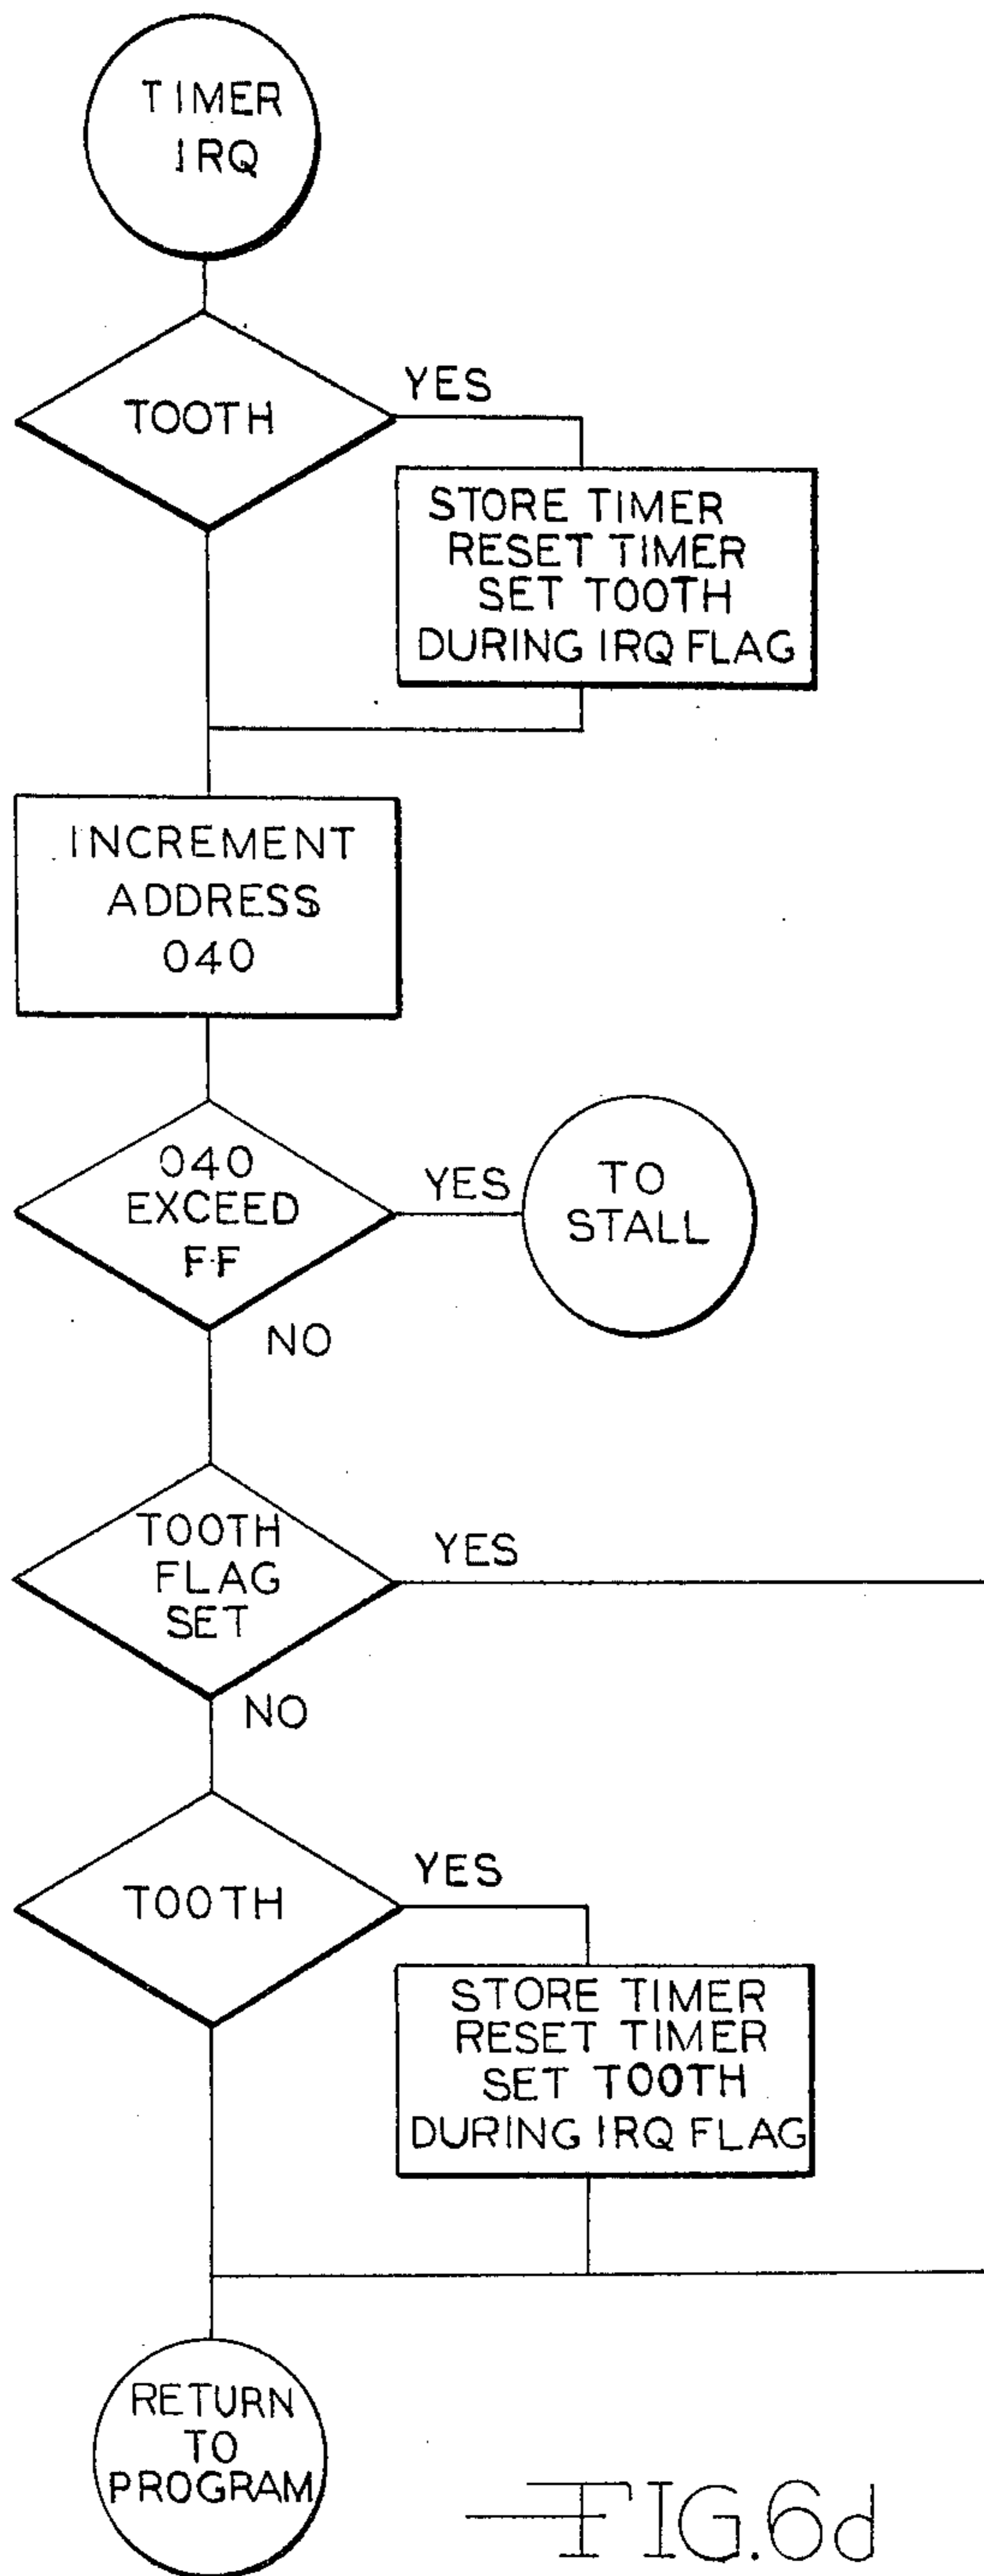 TIMER
IRQ
TOOTH
YES
STORE TIMER
RESET TIMER
SET TOOTH
DURING IRQ FLAG
INCREMENT
ADDRESS
040
040
EXCEED
FF
YES
TO
STALL
NO
TOOTH
FLAG
SET
YES
NO
TOOTH
YES
STORE TIMER
RESET TIMER
SET TOOTH
DURING IRQ FLAG
RETURN
TO
PROGRAM
FIG.6d